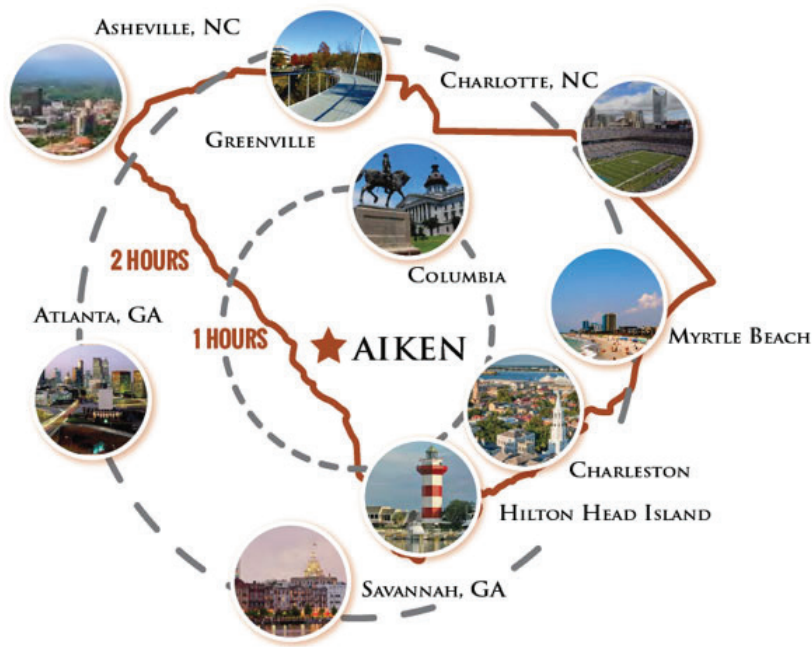 ASHEVILLE, NC
CHARLOTTE, NC
GREENVILLE
2 HOURS
COLUMBIA
ATLANTA, GA
1 HOURS
AIKEN
MYRTLE BEACH
CHARLESTON
HILTON HEAD ISLAND
SAVANNAH, GA